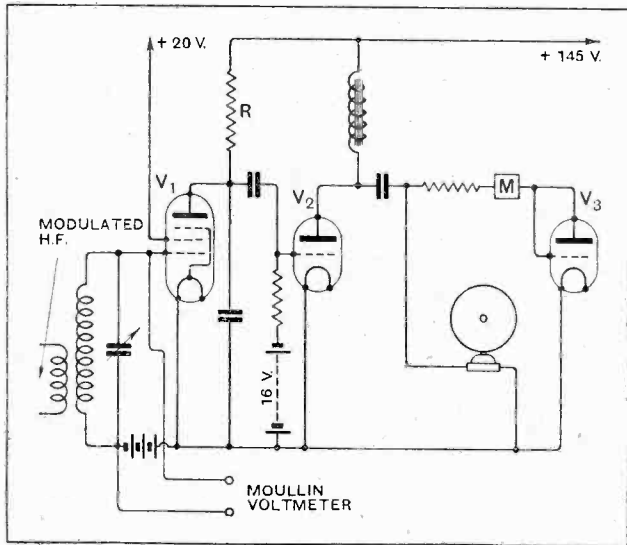 + 20 V.
+ 145 V.
R
V1
V2
M
V3
MODULATED
H.F.
16 V.
MOULLIN
VOLTMETER